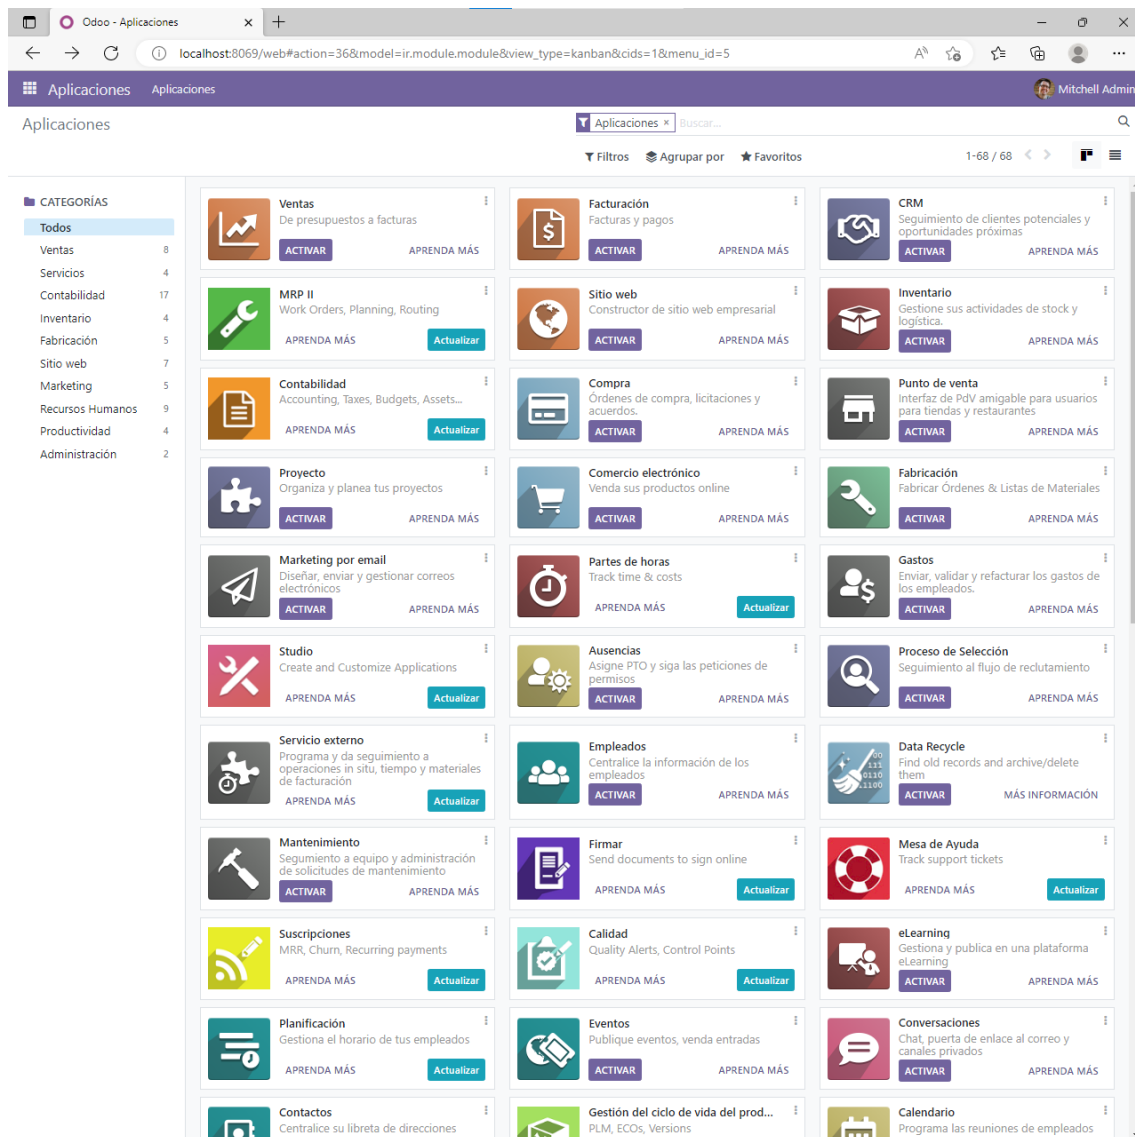 Odoo - Aplicaciones
localhost:8069/web#action=36&model=ir.module.module&view_type=kanban&cids=1&menu_id=5
Aplicaciones
Aplicaciones
Mitchell Admin
Aplicaciones
Aplicaciones ×
Buscar...
Filtros
Agrupar por
Favoritos
1-68 / 68
CATEGORÍAS
Todos
Ventas 8
Servicios 4
Contabilidad 17
Inventario 4
Fabricación 5
Sitio web 7
Marketing 5
Recursos Humanos 9
Productividad 4
Administración 2
Ventas
De presupuestos a facturas
ACTIVAR
APRENDA MÁS
Facturación
Facturas y pagos
ACTIVAR
APRENDA MÁS
CRM
Seguimiento de clientes potenciales y
oportunidades próximas
ACTIVAR
APRENDA MÁS
MRP II
Work Orders, Planning, Routing
APRENDA MÁS
Actualizar
Sitio web
Constructor de sitio web empresarial
ACTIVAR
APRENDA MÁS
Inventario
Gestione sus actividades de stock y
logística.
ACTIVAR
APRENDA MÁS
Contabilidad
Accounting, Taxes, Budgets, Assets...
APRENDA MÁS
Actualizar
Compra
Órdenes de compra, licitaciones y
acuerdos.
ACTIVAR
APRENDA MÁS
Punto de venta
Interfaz de PdV amigable para usuarios
para tiendas y restaurantes
ACTIVAR
APRENDA MÁS
Proyecto
Organiza y planea tus proyectos
ACTIVAR
APRENDA MÁS
Comercio electrónico
Venda sus productos online
ACTIVAR
APRENDA MÁS
Fabricación
Fabricar Órdenes & Listas de Materiales
ACTIVAR
APRENDA MÁS
Marketing por email
Diseñar, enviar y gestionar correos
electrónicos
ACTIVAR
APRENDA MÁS
Partes de horas
Track time & costs
APRENDA MÁS
Actualizar
Gastos
Enviar, validar y refacturar los gastos de
los empleados.
ACTIVAR
APRENDA MÁS
Studio
Create and Customize Applications
APRENDA MÁS
Actualizar
Ausencias
Asigne PTO y siga las peticiones de
permisos
ACTIVAR
APRENDA MÁS
Proceso de Selección
Seguimiento al flujo de reclutamiento
ACTIVAR
APRENDA MÁS
Servicio externo
Programa y da seguimiento a
operaciones in situ, tiempo y materiales
de facturación
APRENDA MÁS
Actualizar
Empleados
Centralice la información de los
empleados
ACTIVAR
APRENDA MÁS
Data Recycle
Find old records and archive/delete
them
ACTIVAR
MÁS INFORMACIÓN
Mantenimiento
Segumiento a equipo y administración
de solicitudes de mantenimiento
ACTIVAR
APRENDA MÁS
Firmar
Send documents to sign online
APRENDA MÁS
Actualizar
Mesa de Ayuda
Track support tickets
APRENDA MÁS
Actualizar
Suscripciones
MRR, Churn, Recurring payments
APRENDA MÁS
Actualizar
Calidad
Quality Alerts, Control Points
APRENDA MÁS
Actualizar
eLearning
Gestiona y publica en una plataforma
eLearning
ACTIVAR
APRENDA MÁS
Planificación
Gestiona el horario de tus empleados
APRENDA MÁS
Actualizar
Eventos
Publique eventos, venda entradas
ACTIVAR
APRENDA MÁS
Conversaciones
Chat, puerta de enlace al correo y
canales privados
ACTIVAR
APRENDA MÁS
Contactos
Centralice su libreta de direcciones
Gestión del ciclo de vida del prod...
PLM, ECOs, Versions
Calendario
Programa las reuniones de empleados